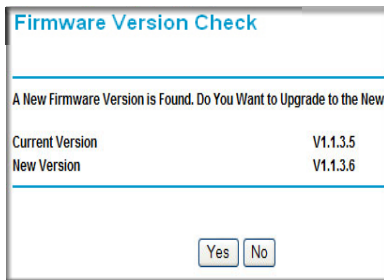 Firmware Version Check
A New Firmware Version is Found. Do You Want to Upgrade to the New
Current Version V1.1.3.5
New Version V1.1.3.6
Yes No